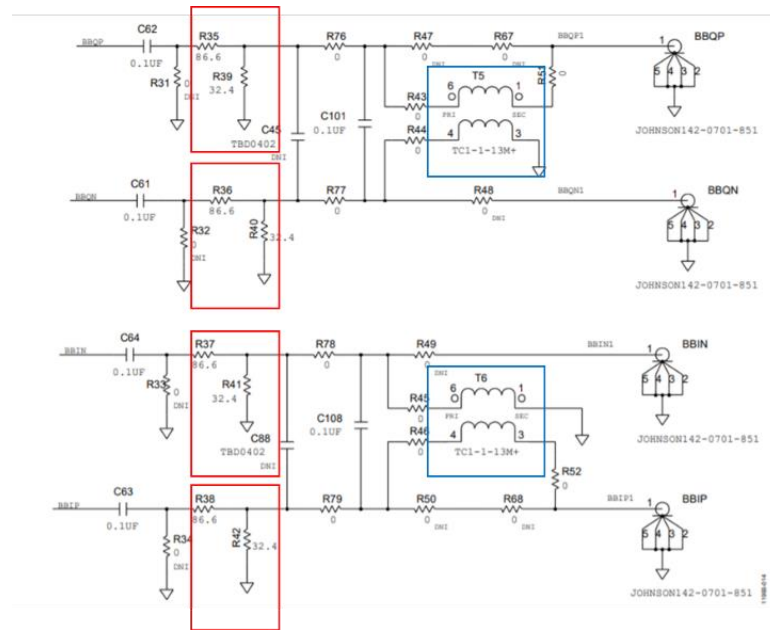 C62
BBQP
0.1UF
R31
0
DNI
R35
86.6
R39
32.4
C45
TBD0402
DNI
R76
0
C101
0.1UF
R47
0
DNI
R67
0
DNI
BBQP1
R43
0
R44
0
T5
6
1
PRI
SEC
4
3
TC1-1-13M+
0
1
BBQP
5 4 3 2
JOHNSON142-0701-851
C61
BBQN
0.1UF
R32
0
DNI
R36
86.6
R40
32.4
R77
0
R48
0
DNI
BBQN1
1
BBQN
5 4 3 2
JOHNSON142-0701-851
C64
BBIN
0.1UF
R33
0
DNI
R37
86.6
R41
32.4
C88
TBD0402
DNI
R78
0
C108
0.1UF
R49
0
DNI
BBIN1
R45
0
R46
0
T6
6
1
PRI
SEC
4
3
TC1-1-13M+
R52
0
1
BBIN
5 4 3 2
JOHNSON142-0701-851
C63
BBIP
0.1UF
R34
0
DNI
R38
86.6
R42
32.4
R79
0
R50
0
DNI
R68
0
DNI
BBIP1
1
BBIP
5 4 3 2
JOHNSON142-0701-851